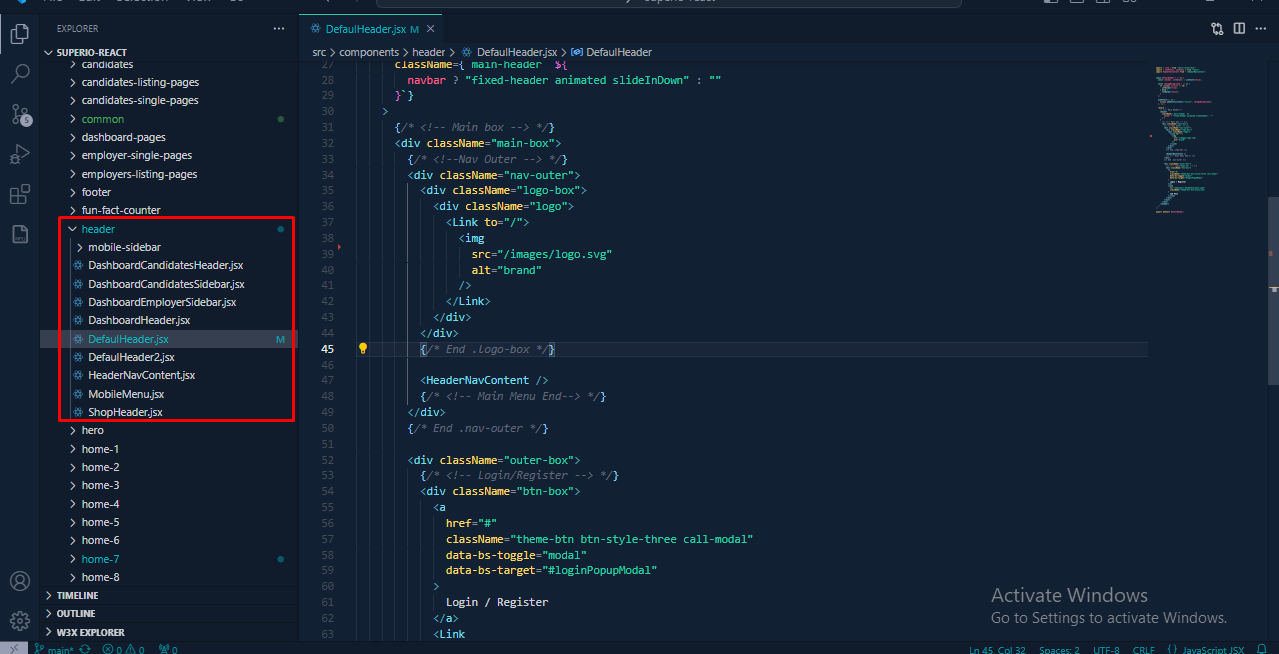 EXPLORER
SUPERIO-REACT
candidates
candidates-listing-pages
candidates-single-pages
common
dashboard-pages
employer-single-pages
employers-listing-pages
footer
fun-fact-counter
header
mobile-sidebar
DashboardCandidatesHeader.jsx
DashboardCandidatesSidebar.jsx
DashboardEmployerSidebar.jsx
DashboardHeader.jsx
DefaulHeader.jsx M
DefaulHeader2.jsx
HeaderNavContent.jsx
MobileMenu.jsx
ShopHeader.jsx
hero
home-1
home-2
home-3
home-4
home-5
home-6
home-7
home-8
TIMELINE
OUTLINE
W3X EXPLORER
5
DefaulHeader.jsx M
src > components > header > DefaulHeader.jsx > DefaulHeader
27 className={`main-header  ${
28 navbar ? "fixed-header animated slideInDown" : ""
29 }`}
30 >
31 {/* <!-- Main box --> */}
32 <div className="main-box">
33 {/* <!--Nav Outer --> */}
34 <div className="nav-outer">
35 <div className="logo-box">
36 <div className="logo">
37 <Link to="/">
38 <img
39 src="/images/logo.svg"
40 alt="brand"
41 />
42 </Link>
43 </div>
44 </div>
45 {/* End .logo-box */}
46
47 <HeaderNavContent />
48 {/* <!-- Main Menu End--> */}
49 </div>
50 {/* End .nav-outer */}
51
52 <div className="outer-box">
53 {/* <!-- Login/Register --> */}
54 <div className="btn-box">
55 <a
56 href="#"
57 className="theme-btn btn-style-three call-modal"
58 data-bs-toggle="modal"
59 data-bs-target="#loginPopupModal"
60 >
61 Login / Register
62 </a>
63 <Link
Activate Windows
Go to Settings to activate Windows.
main* 0 0 0 Ln 45, Col 32 Spaces: 2 UTF-8 CRLF {} JavaScript JSX